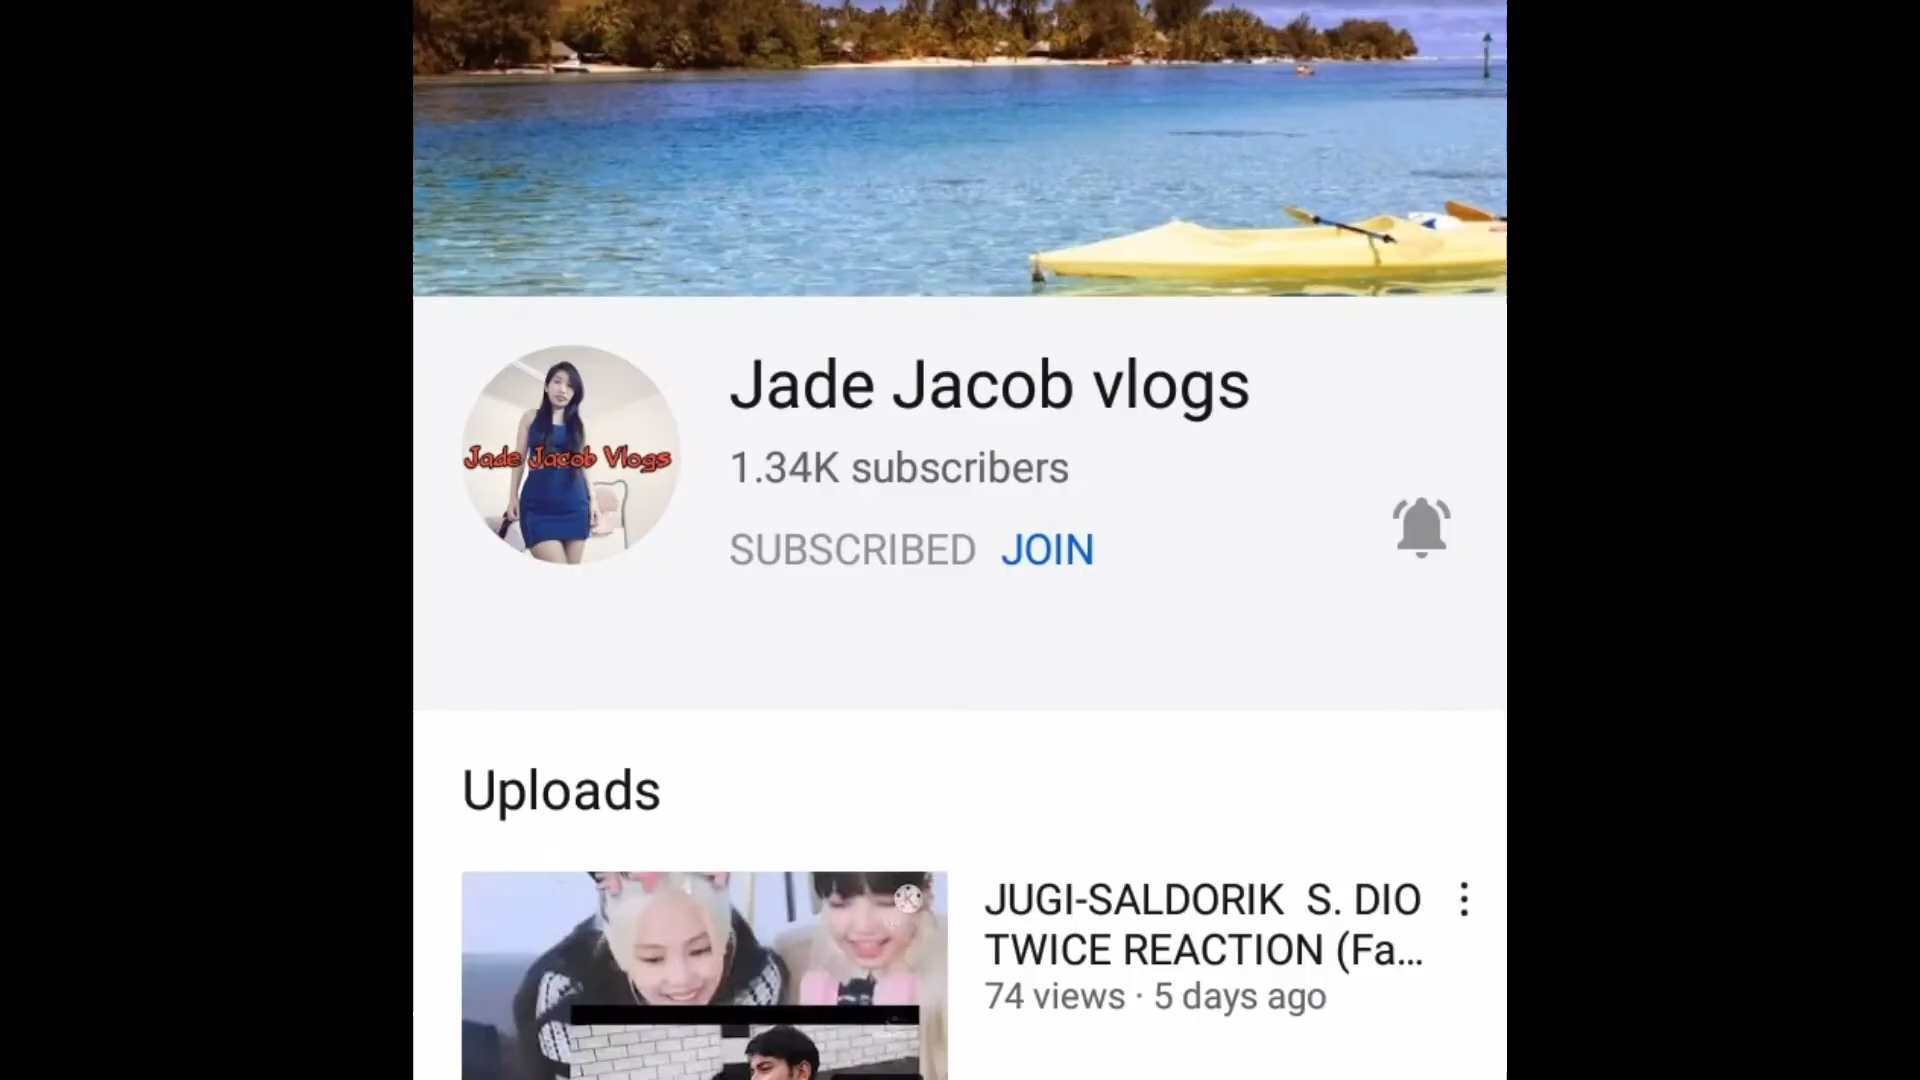 Jade Jacob vlogs
Jade Jacob Vlogs
1.34K subscribers
SUBSCRIBED JOIN
Uploads
JUGI-SALDORIK S. DIO
TWICE REACTION (Fa...
74 views · 5 days ago